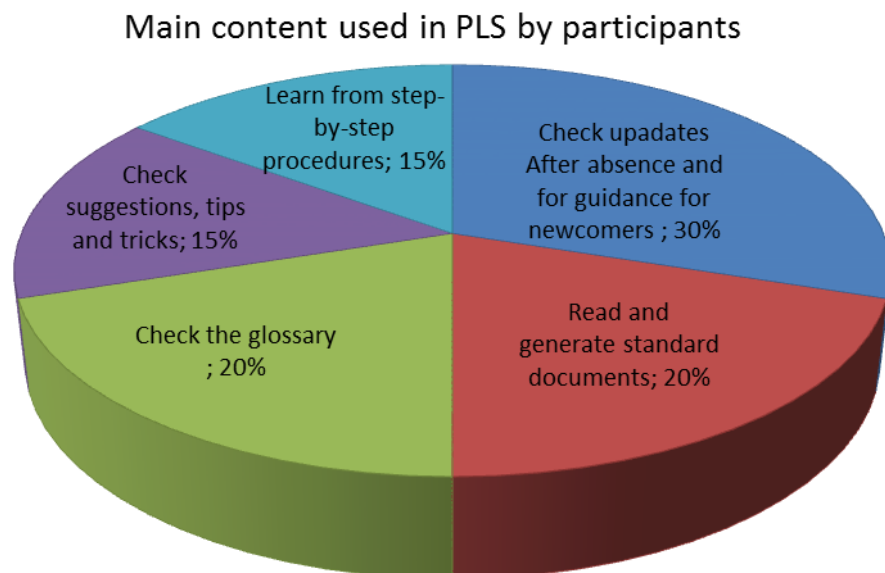 Main content used in PLS by participants
Learn from step-
by-step
procedures; 15%
Check upadates
After absence and
for guidance for
newcomers ; 30%
Check
suggestions, tips
and tricks; 15%
Check the glossary
; 20%
Read and
generate standard
documents; 20%